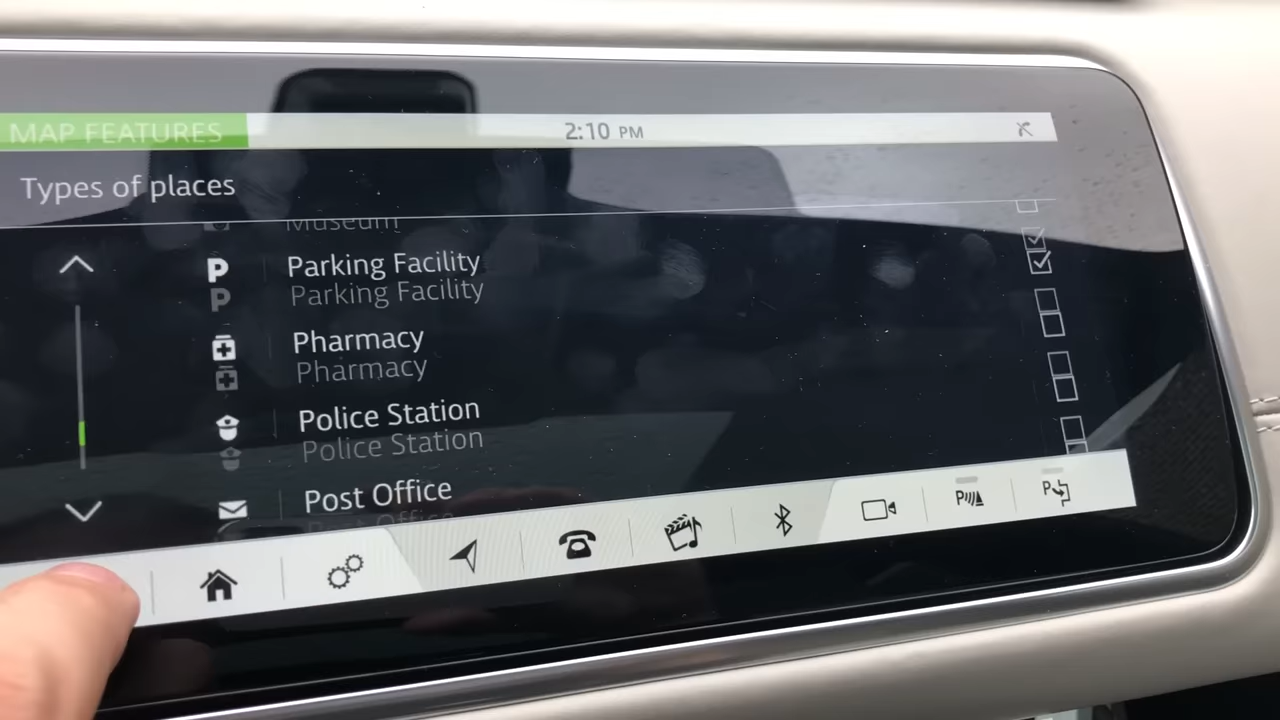 MAP FEATURES
2:10 PM
Types of places
Museum
P Parking Facility
P Parking Facility
Pharmacy
Pharmacy
Police Station
Police Station
Post Office
Post Office
P
P